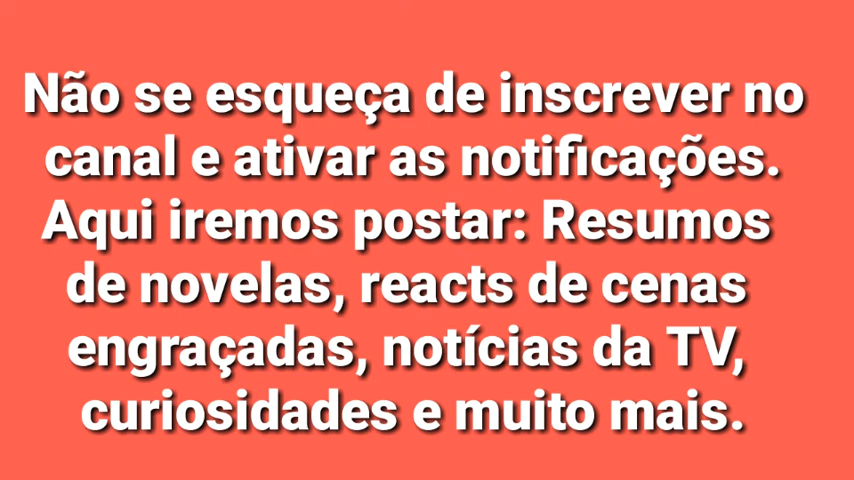 Não se esqueça de inscrever no
canal e ativar as notificações.
Aqui iremos postar: Resumos
de novelas, reacts de cenas
engraçadas, notícias da TV,
curiosidades e muito mais.